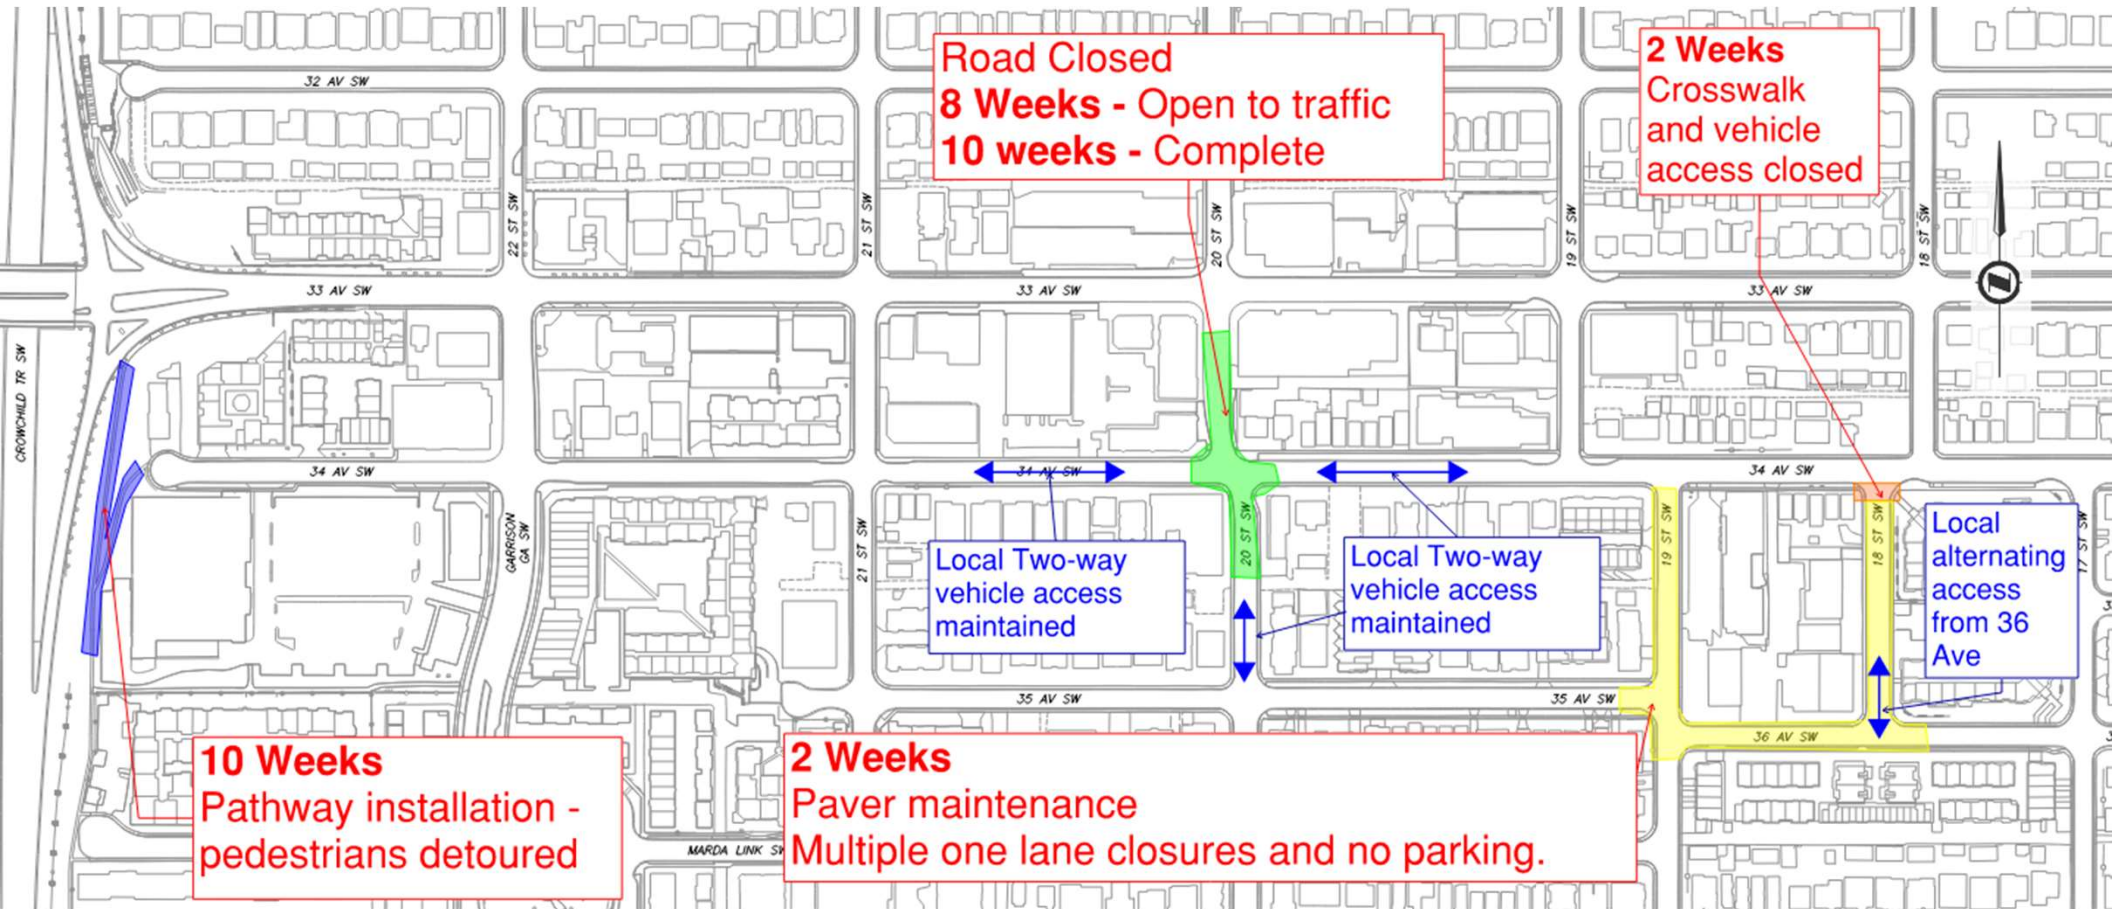 32 AV SW
Road Closed
8 Weeks - Open to traffic
10 weeks - Complete
2 Weeks
Crosswalk
and vehicle
access closed
22 ST SW
21 ST SW
20 ST SW
19 ST SW
18 ST SW
33 AV SW
33 AV SW
33 AV SW
CROWCHILD TR SW
34 AV SW
34 AV SW
34 AV SW
GARRISON
GA SW
21 ST SW
20 ST SW
19 ST SW
18 ST SW
17 ST SW
Local Two-way
vehicle access
maintained
Local Two-way
vehicle access
maintained
Local
alternating
access
from 36
Ave
35 AV SW
35 AV SW
36 AV SW
10 Weeks
Pathway installation -
pedestrians detoured
2 Weeks
Paver maintenance
Multiple one lane closures and no parking.
MARDA LINK SW